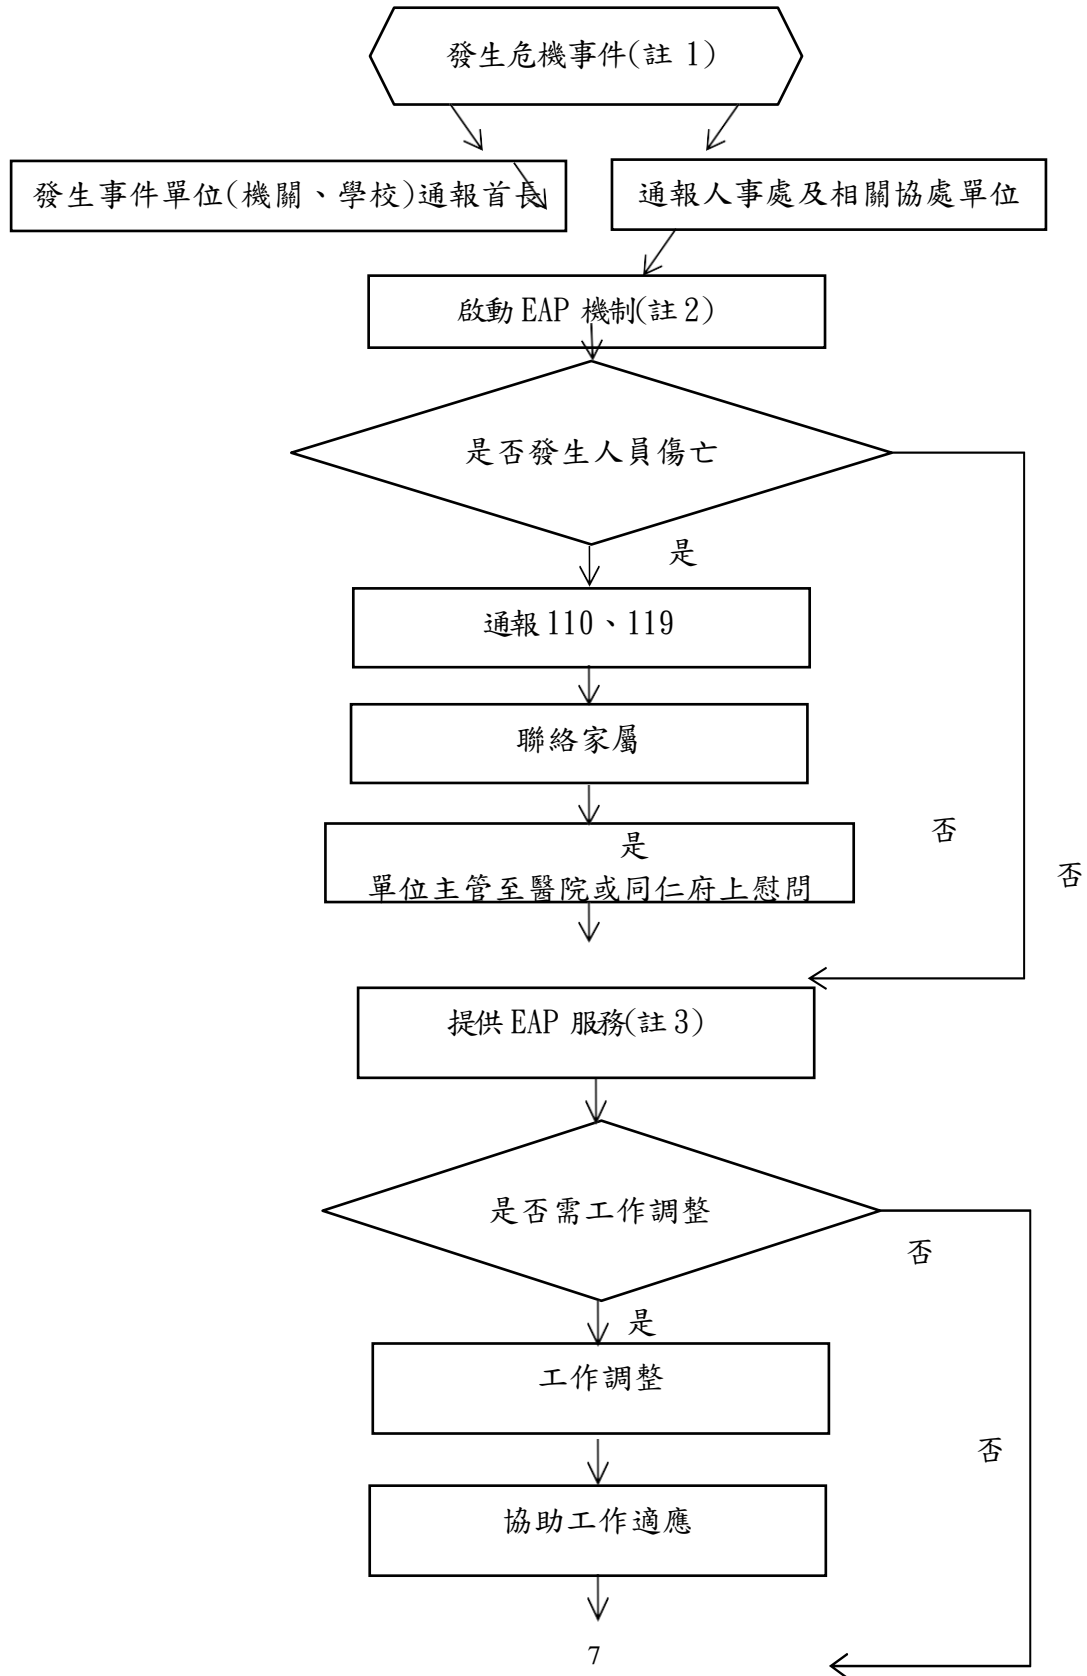 發生危機事件(註 1)
發生事件單位(機關、學校)通報首長
通報人事處及相關協處單位
啟動 EAP 機制(註 2)
是否發生人員傷亡
是
通報 110、119
聯絡家屬
否
是
單位主管至醫院或同仁府上慰問
否
提供 EAP 服務(註 3)
是否需工作調整
否
是
工作調整
否
協助工作適應
7